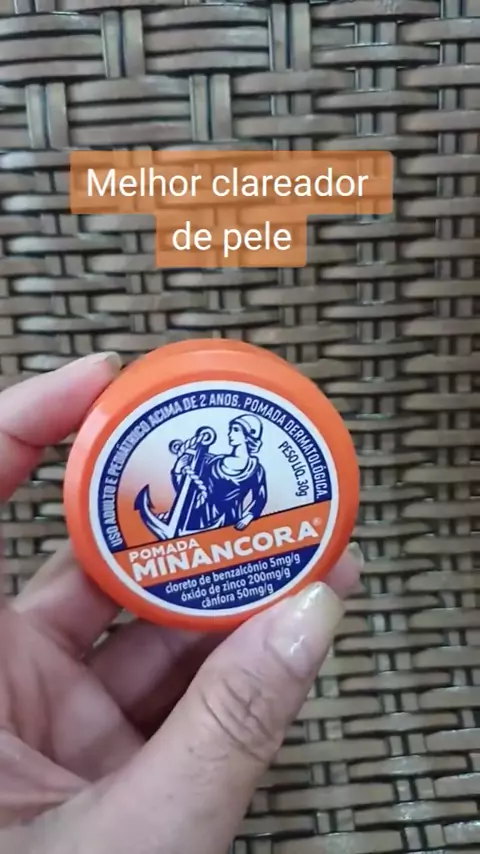 Melhor clareador
de pele
USO ADULTO E PEDIÁTRICO ACIMA DE 2 ANOS. POMADA DERMATOLÓGICA.
PESO LÍQ. 30g
POMADA
MINANCORA®
cloreto de benzalcônio 5mg/g
óxido de zinco 200mg/g
cânfora 50mg/g